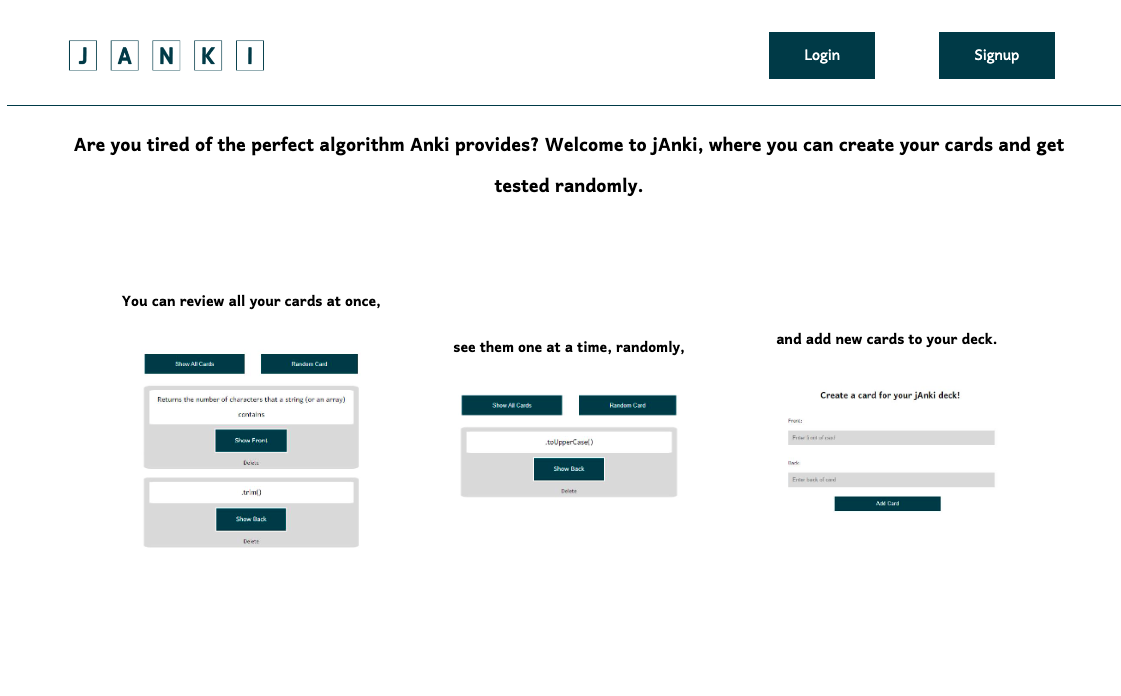 J A N K I
Login
Signup
Are you tired of the perfect algorithm Anki provides? Welcome to jAnki, where you can create your cards and get
tested randomly.
You can review all your cards at once,
Show All Cards
Random Card
Returns the number of characters that a string (or an array)
contains
Show Front
Delete
.trim()
Show Back
Delete
see them one at a time, randomly,
Show All Cards
Random Card
.toUpperCase()
Show Back
Delete
and add new cards to your deck.
Create a card for your jAnki deck!
Front:
Enter front of card
Back:
Enter back of card
Add Card